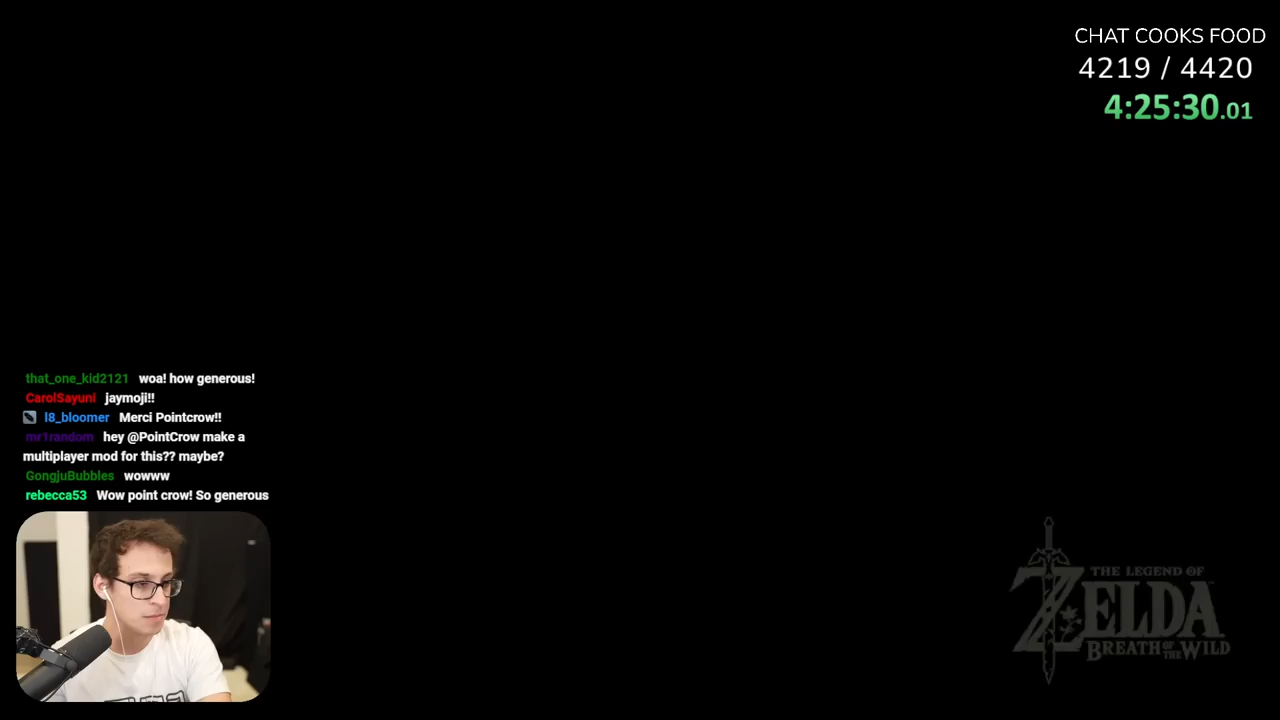 CHAT COOKS FOOD
4219 / 4420
4:25:30.01
that_one_kid2121 woa! how generous!
CarolSayuni jaymoji!!
l8_bloomer Merci Pointcrow!!
mr1random hey @PointCrow make a
multiplayer mod for this?? maybe?
GongjuBubbles wowww
rebecca53 Wow point crow! So generous
THE LEGEND OF
ZELDA
BREATH OF THE WILD